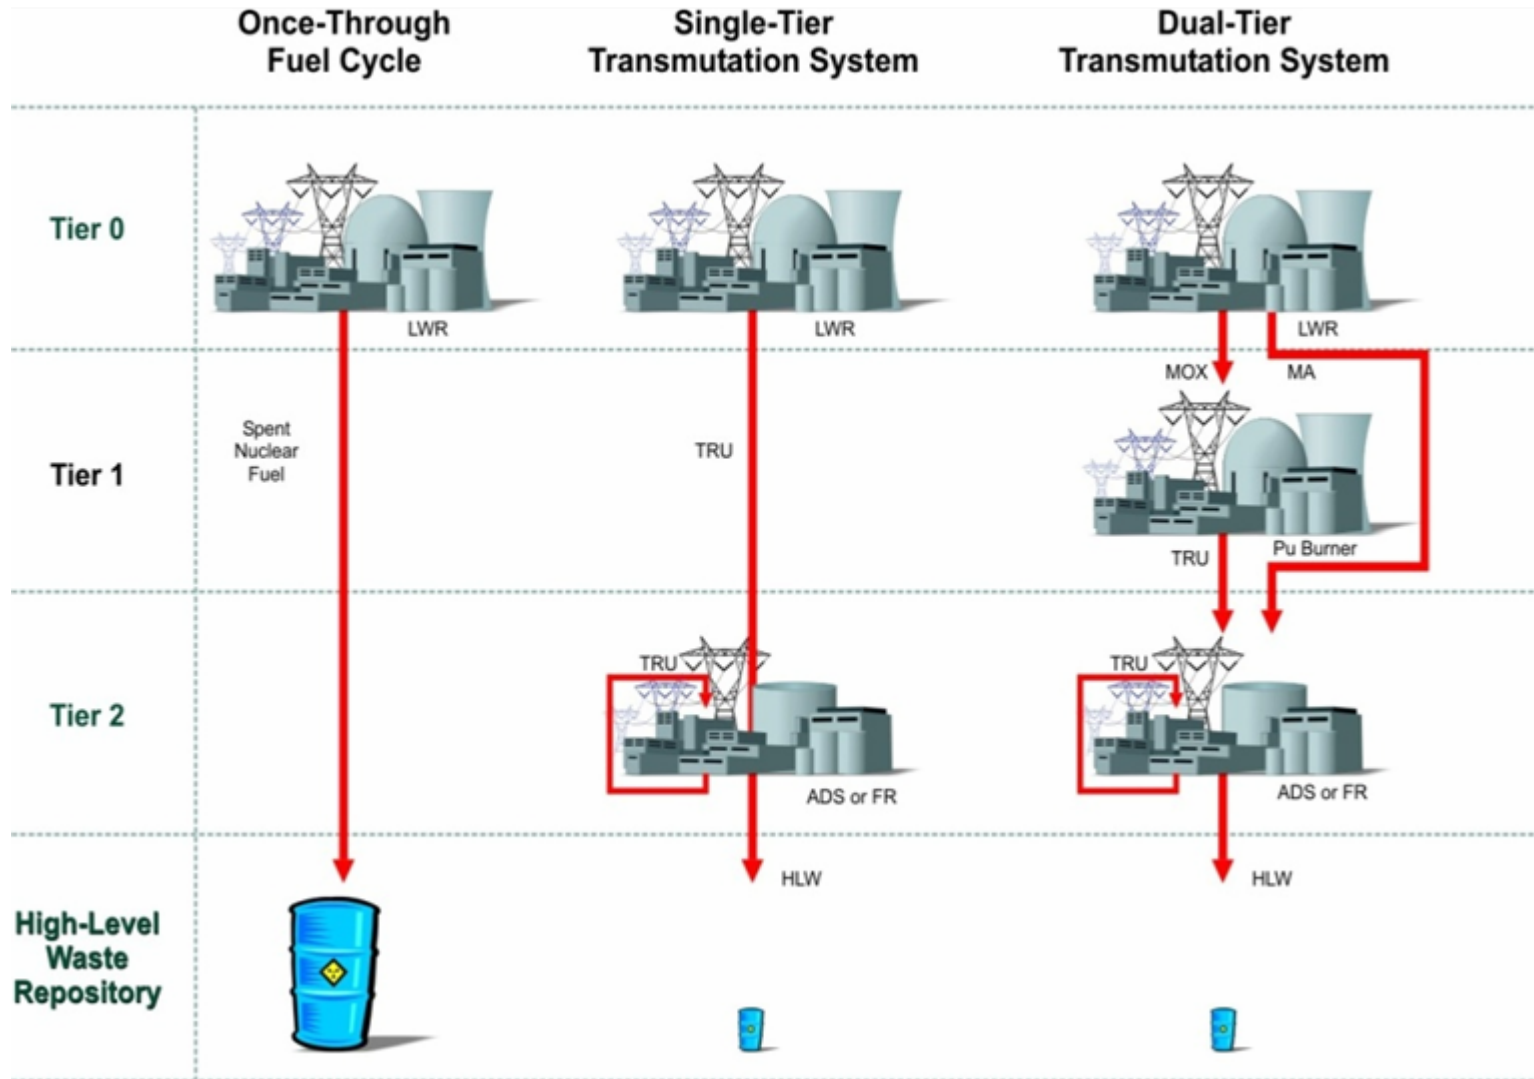 Once-Through
Fuel Cycle
Single-Tier
Transmutation System
Dual-Tier
Transmutation System
Tier 0
LWR
LWR
LWR
Tier 1
Spent
Nuclear
Fuel
TRU
MOX
MA
TRU
Pu Burner
Tier 2
TRU
ADS or FR
TRU
ADS or FR
High-Level
Waste
Repository
HLW
HLW